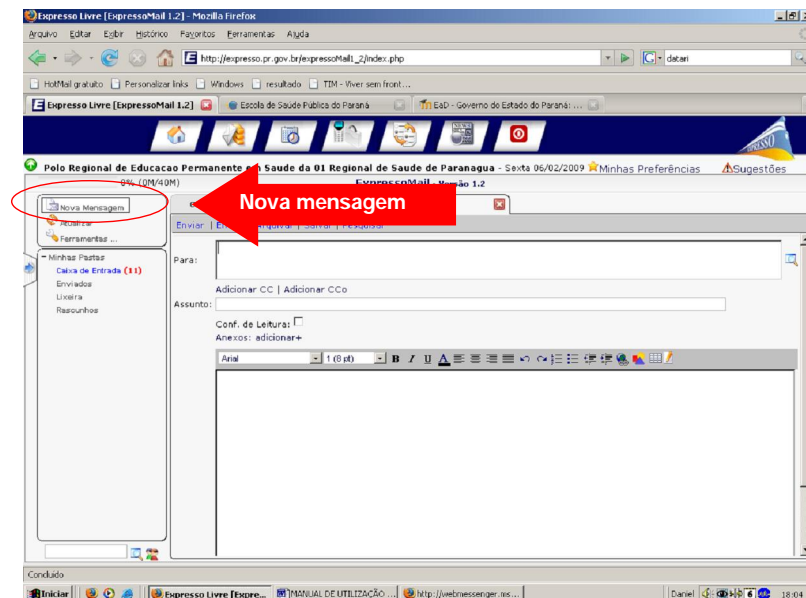 Expresso Livre [ExpressoMail 1.2] - Mozilla Firefox
Arquivo Editar Exibir Histórico Favoritos Ferramentas Ajuda
http://expresso.pr.gov.br/expressoMail1_2/index.php
datari
HotMail gratuito Personalizar links Windows resultado TIM - Viver sem front...
Expresso Livre [ExpressoMail 1.2] Escola de Saúde Pública do Paraná EaD - Governo do Estado do Paraná: ...
Polo Regional de Educacao Permanente em Saude da 01 Regional de Saude de Paranagua - Sexta 06/02/2009 Minhas Preferências Sugestões
0% (0M/40M) ExpressoMail - Versão 1.2
Nova Mensagem
Nova mensagem
Atualizar
Ferramentas ...
Enviar | Salvar | Pesquisar
Minhas Pastas
Caixa de Entrada (11)
Enviados
Lixeira
Rascunhos
Para:
Adicionar CC | Adicionar CCo
Assunto:
Conf. de Leitura:
Anexos: adicionar+
Arial 1 (8 pt) B I U A
Concluído
Iniciar Expresso Livre [Expre... MANUAL DE UTILIZAÇÃO ... http://webmessenger.ms... Daniel 18:04